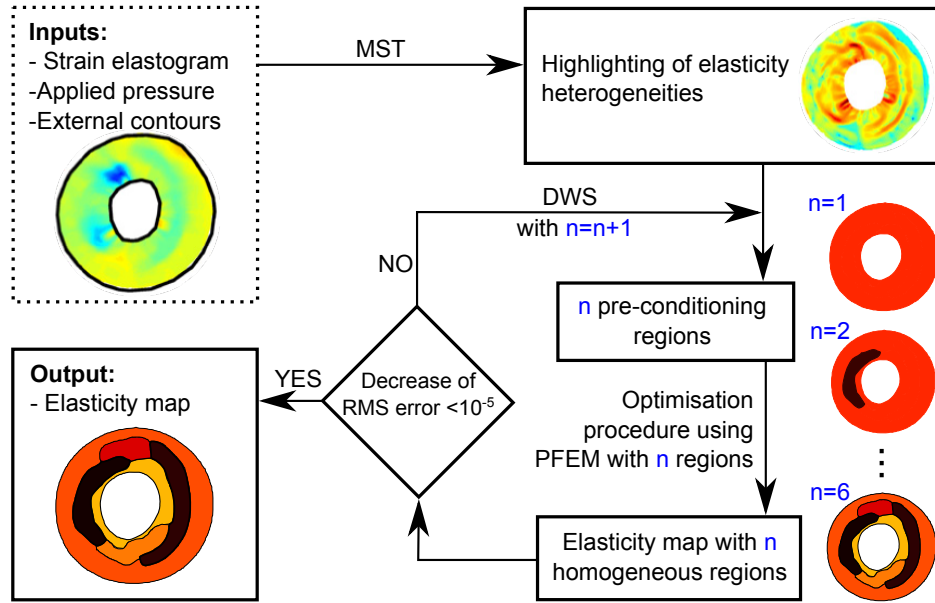 Inputs:
- Strain elastogram
-Applied pressure
-External contours
MST
Highlighting of elasticity
heterogeneities
DWS
with n=n+1
n=1
NO
n pre-conditioning
regions
n=2
Output:
- Elasticity map
YES
Decrease of
RMS error <10⁻⁵
Optimisation
procedure using
PFEM with n regions
n=6
Elasticity map with n
homogeneous regions